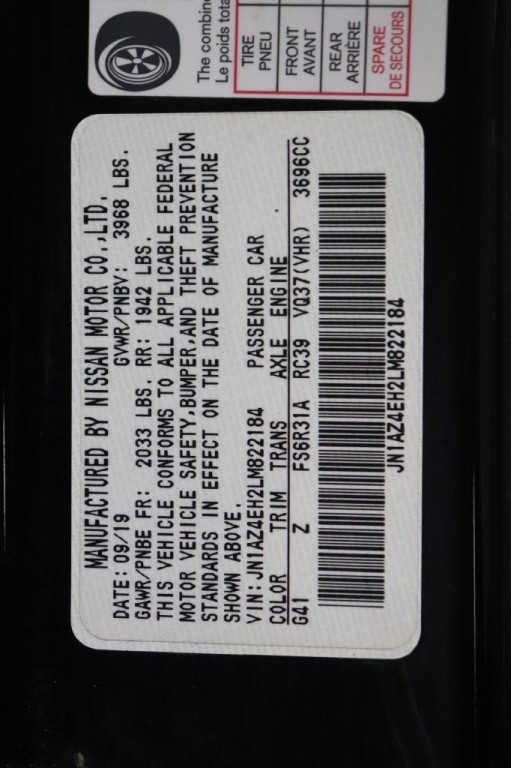 The combine
Le poids tota
TIRE
PNEU
FRONT
AVANT
REAR
ARRIÈRE
SPARE
DE SECOURS
MANUFACTURED BY NISSAN MOTOR CO.,LTD.
DATE: 09/19 GVWR/PNBV: 3968 LBS.
GAWR/PNBE FR: 2033 LBS. RR: 1942 LBS.
THIS VEHICLE CONFORMS TO ALL APPLICABLE FEDERAL
MOTOR VEHICLE SAFETY,BUMPER,AND THEFT PREVENTION
STANDARDS IN EFFECT ON THE DATE OF MANUFACTURE
SHOWN ABOVE.
VIN: JN1AZ4EH2LM822184 PASSENGER CAR
COLOR TRIM TRANS AXLE ENGINE
G41 Z FS6R31A RC39 VQ37(VHR) 3696CC
JN1AZ4EH2LM822184